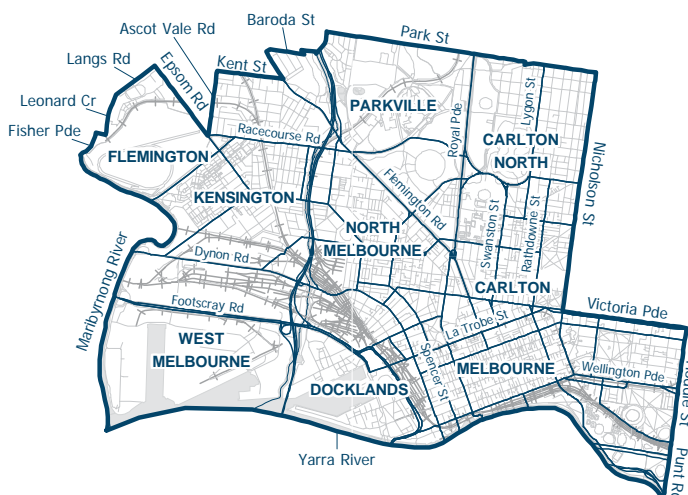 Baroda St
Ascot Vale Rd
Park St
Langs Rd
Kent St
Epsom Rd
Leonard Cr
Fisher Pde
PARKVILLE
Royal Pde
Lygon St
Racecourse Rd
CARLTON
NORTH
FLEMINGTON
Nicholson St
KENSINGTON
Flemington Rd
Swanston St
Rathdowne St
NORTH
MELBOURNE
Maribyrnong River
Dynon Rd
CARLTON
Footscray Rd
Victoria Pde
La Trobe St
WEST
MELBOURNE
Spencer St
MELBOURNE
Wellington Pde
Hoddle St
DOCKLANDS
Yarra River
Punt Rd